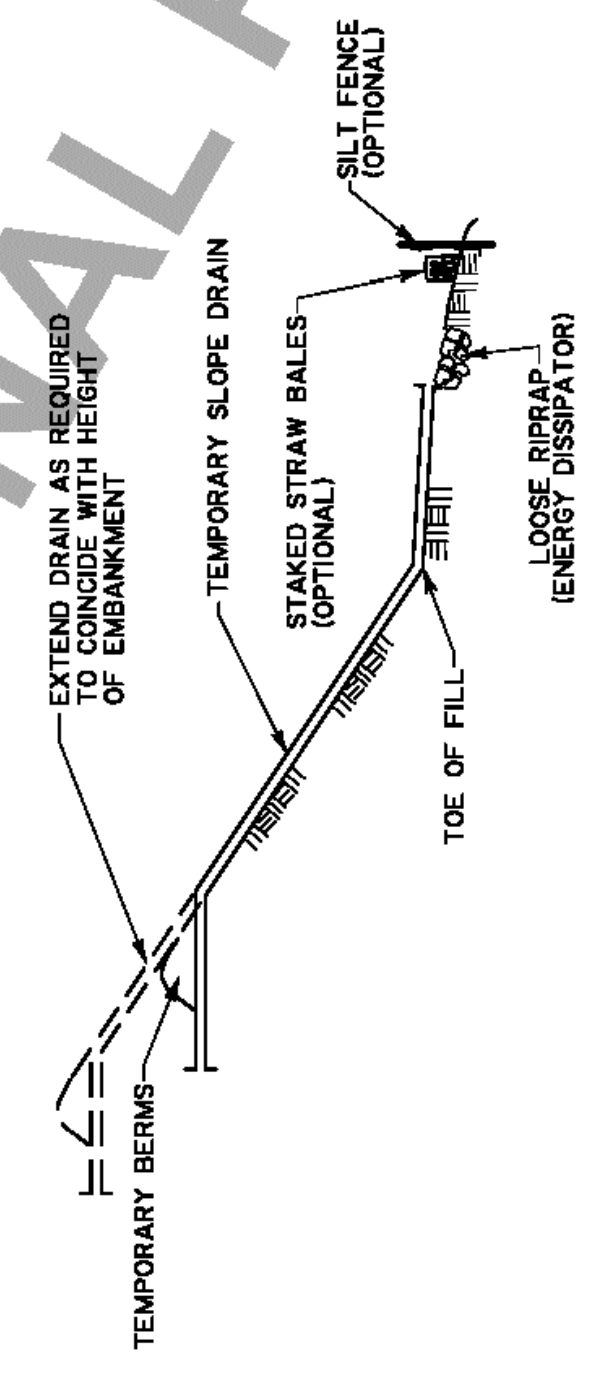 EXTEND DRAIN AS REQUIRED
TO COINCIDE WITH HEIGHT
OF EMBANKMENT
TEMPORARY BERMS
TEMPORARY SLOPE DRAIN
STAKED STRAW BALES
(OPTIONAL)
SILT FENCE
(OPTIONAL)
TOE OF FILL
LOOSE RIPRAP
(ENERGY DISSIPATOR)